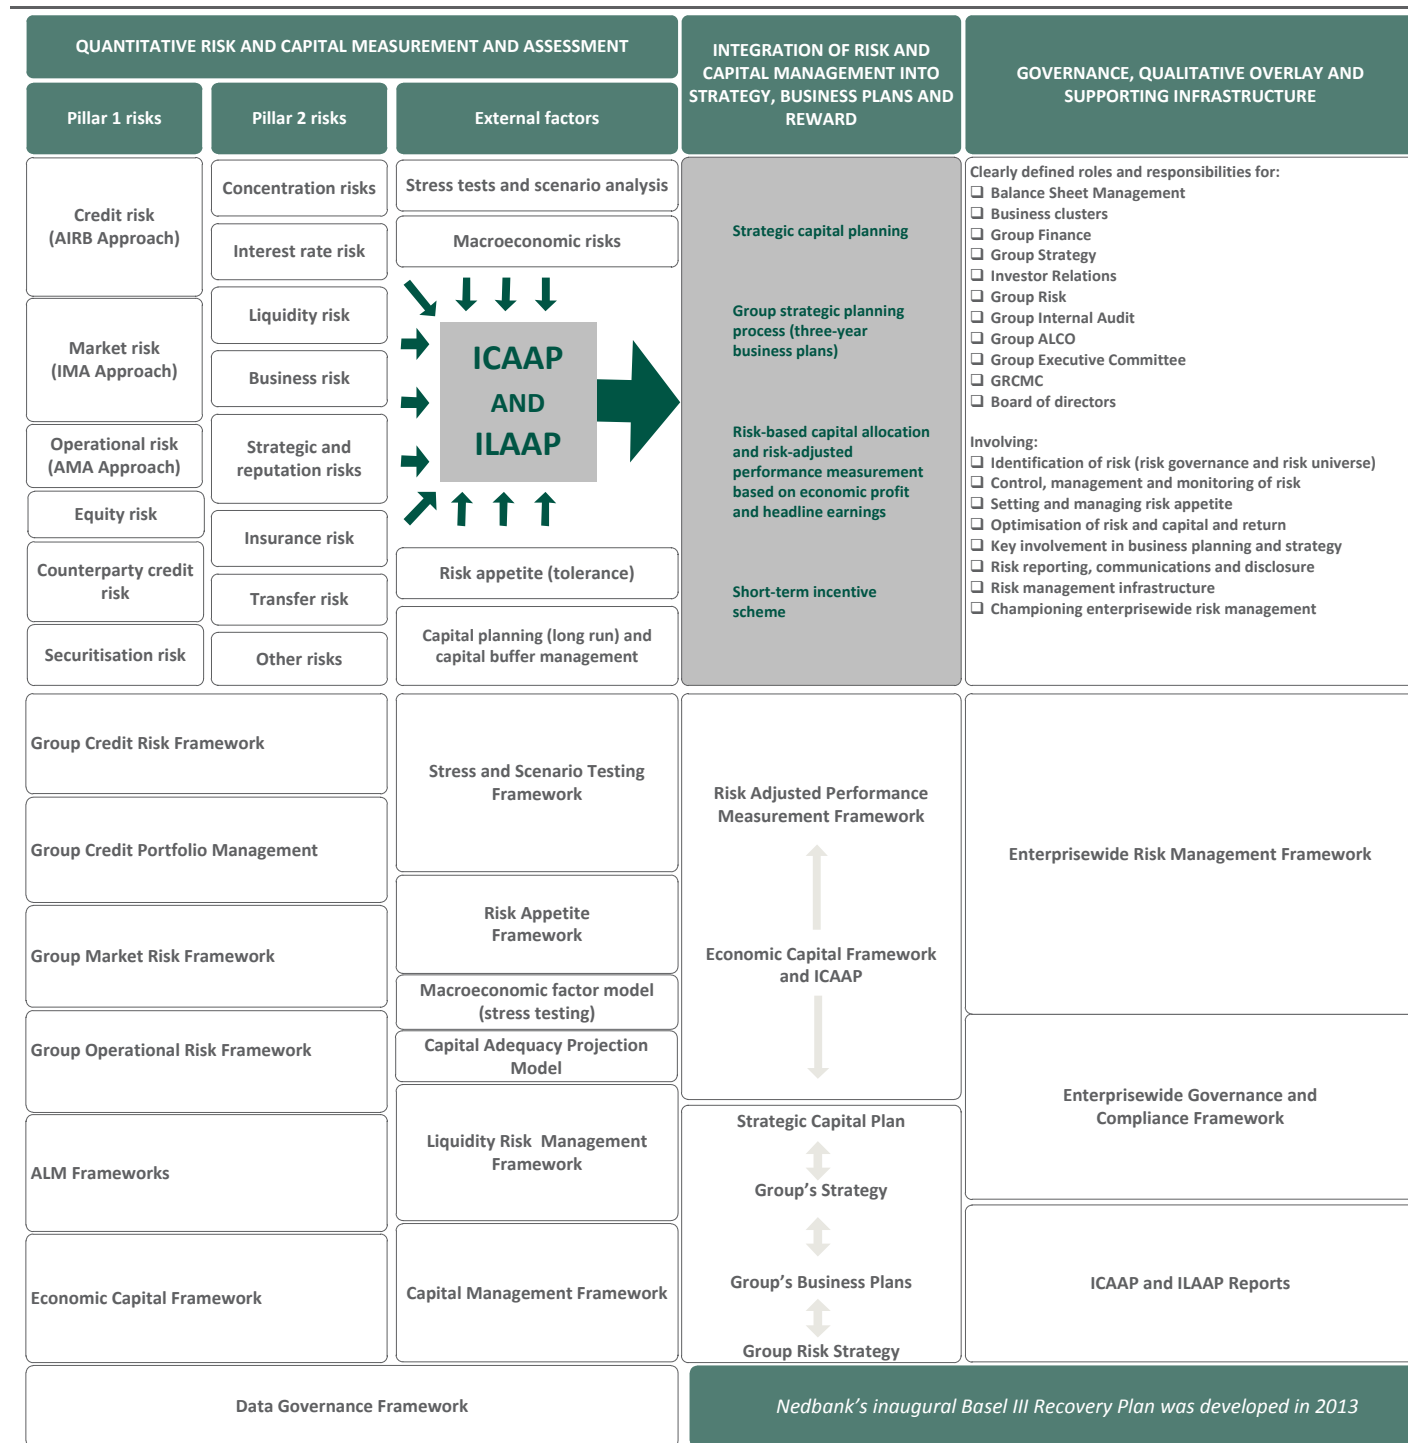 QUANTITATIVE RISK AND CAPITAL MEASUREMENT AND ASSESSMENT
Pillar 1 risks
Pillar 2 risks
External factors
INTEGRATION OF RISK AND
CAPITAL MANAGEMENT INTO
STRATEGY, BUSINESS PLANS AND
REWARD
GOVERNANCE, QUALITATIVE OVERLAY AND
SUPPORTING INFRASTRUCTURE
Credit risk
(AIRB Approach)
Market risk
(IMA Approach)
Operational risk
(AMA Approach)
Equity risk
Counterparty credit
risk
Securitisation risk
Concentration risks
Interest rate risk
Liquidity risk
Business risk
Strategic and
reputation risks
Insurance risk
Transfer risk
Other risks
Stress tests and scenario analysis
Macroeconomic risks
ICAAP
AND
ILAAP
Risk appetite (tolerance)
Capital planning (long run) and
capital buffer management
Strategic capital planning
Group strategic planning
process (three-year
business plans)
Risk-based capital allocation
and risk-adjusted
performance measurement
based on economic profit
and headline earnings
Short-term incentive
scheme
Clearly defined roles and responsibilities for:
❑ Balance Sheet Management
❑ Business clusters
❑ Group Finance
❑ Group Strategy
❑ Investor Relations
❑ Group Risk
❑ Group Internal Audit
❑ Group ALCO
❑ Group Executive Committee
❑ GRCMC
❑ Board of directors
Involving:
❑ Identification of risk (risk governance and risk universe)
❑ Control, management and monitoring of risk
❑ Setting and managing risk appetite
❑ Optimisation of risk and capital and return
❑ Key involvement in business planning and strategy
❑ Risk reporting, communications and disclosure
❑ Risk management infrastructure
❑ Championing enterprisewide risk management
Group Credit Risk Framework
Group Credit Portfolio Management
Group Market Risk Framework
Group Operational Risk Framework
ALM Frameworks
Economic Capital Framework
Stress and Scenario Testing
Framework
Risk Appetite
Framework
Macroeconomic factor model
(stress testing)
Capital Adequacy Projection
Model
Liquidity Risk Management
Framework
Capital Management Framework
Risk Adjusted Performance
Measurement Framework
Economic Capital Framework
and ICAAP
Strategic Capital Plan
Group's Strategy
Group's Business Plans
Group Risk Strategy
Enterprisewide Risk Management Framework
Enterprisewide Governance and
Compliance Framework
ICAAP and ILAAP Reports
Data Governance Framework
Nedbank's inaugural Basel III Recovery Plan was developed in 2013